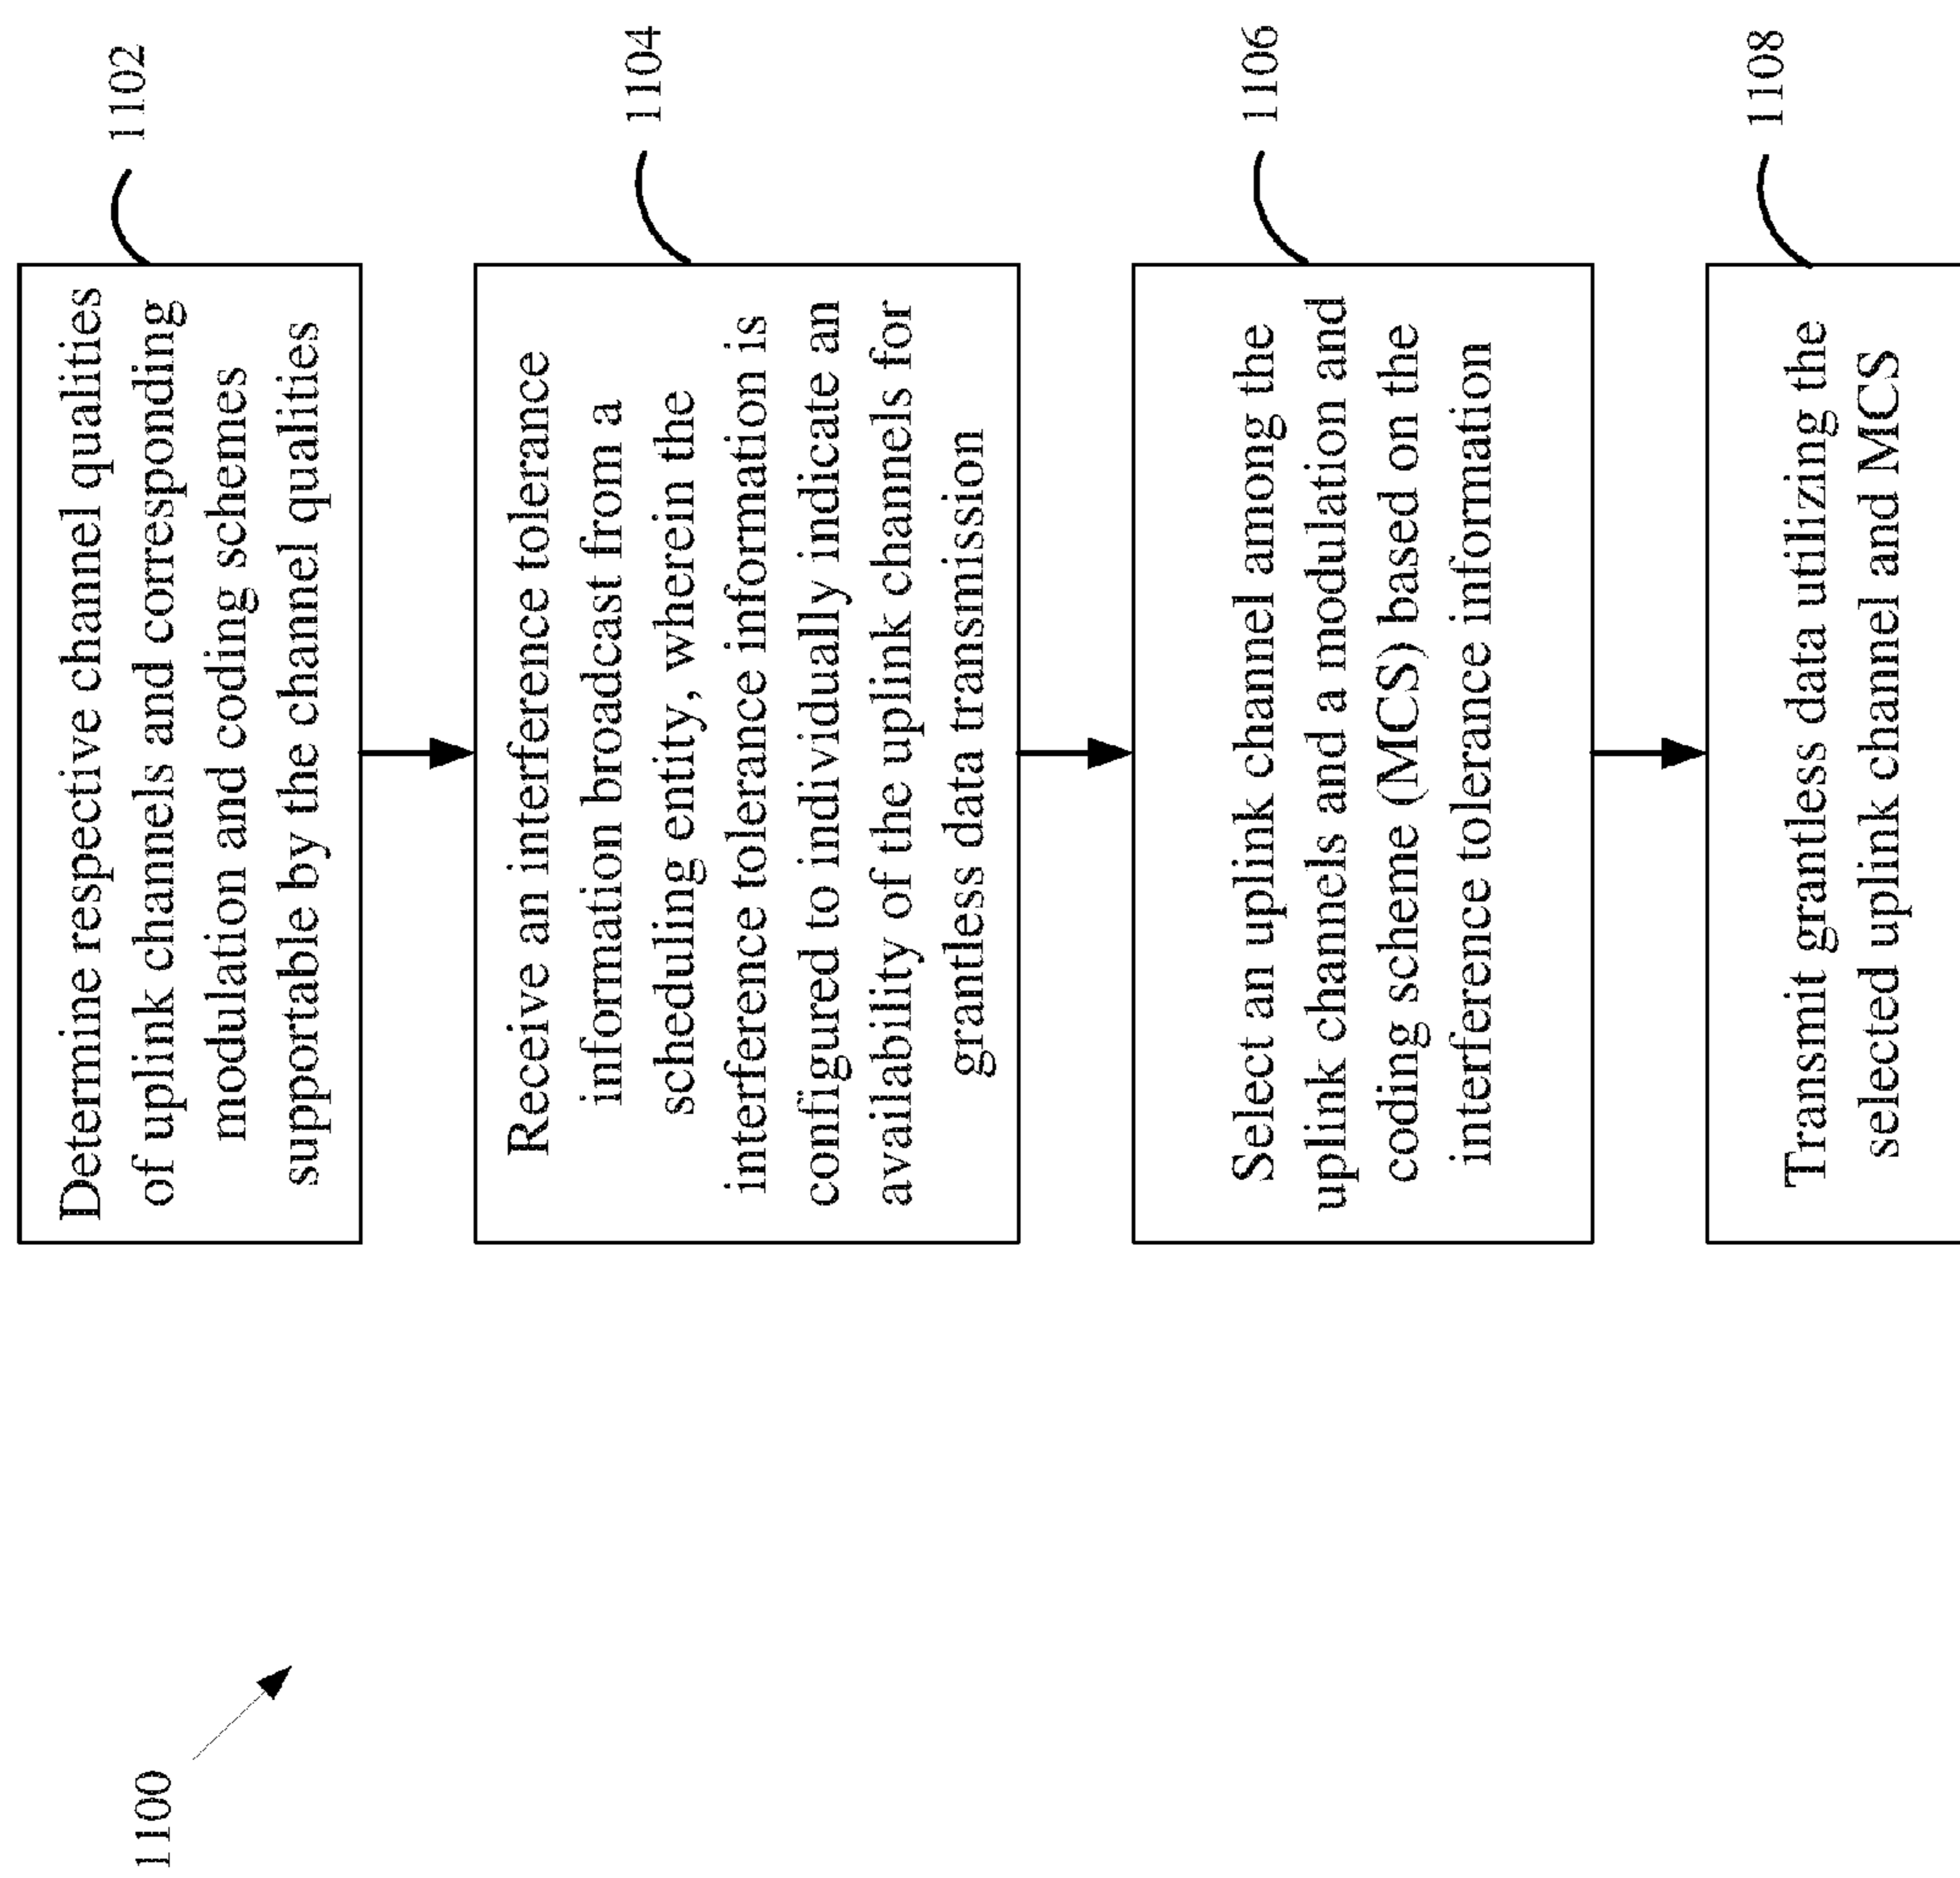 1100
Determine respective channel qualities
of uplink channels and corresponding
modulation and coding schemes
supportable by the channel qualities
1102
Receive an interference tolerance
information broadcast from a
scheduling entity, wherein the
interference tolerance information is
configured to individually indicate an
availability of the uplink channels for
grantless data transmission
1104
Select an uplink channel among the
uplink channels and a modulation and
coding scheme (MCS) based on the
interference tolerance information
1106
Transmit grantless data utilizing the
selected uplink channel and MCS
1108